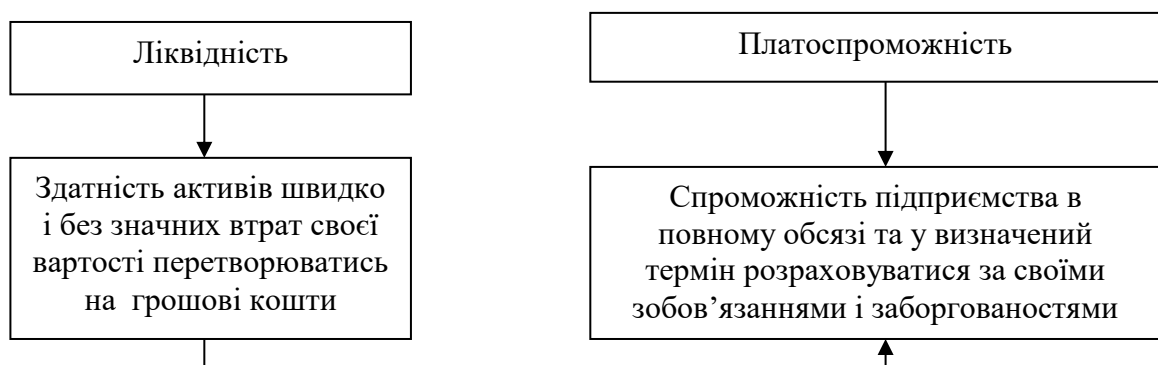 Ліквідність
Платоспроможність
Здатність активів швидко
і без значних втрат своєї
вартості перетворюватись
на грошові кошти
Спроможність підприємства в
повному обсязі та у визначений
термін розраховуватися за своїми
зобов’язаннями і заборгованостями